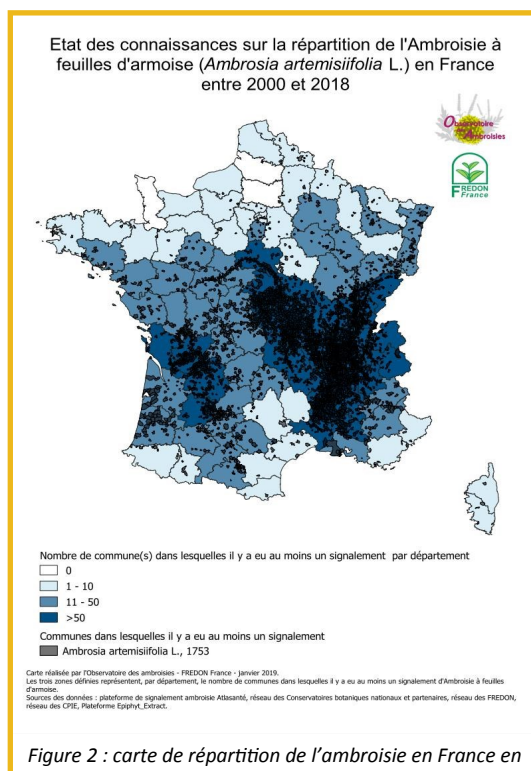 Etat des connaissances sur la répartition de l'Ambroisie à
feuilles d'armoise (Ambrosia artemisiifolia L.) en France
entre 2000 et 2018
Observatoire
des
Ambroisies
FREDON
France
Nombre de commune(s) dans lesquelles il y a eu au moins un signalement par département
0
1 - 10
11 - 50
>50
Communes dans lesquelles il y a eu au moins un signalement
Ambrosia artemisiifolia L., 1753
Carte réalisée par l'Observatoire des ambroisies - FREDON France - janvier 2019.
Les trois zones définies représentent, par département, le nombre de communes dans lesquelles il y a eu au moins un signalement d'Ambroisie à feuilles
d'armoise.
Sources des données : plateforme de signalement ambroisie Atlasanté, réseau des Conservatoires botaniques nationaux et partenaires, réseau des FREDON,
réseau des CPIE, Plateforme Epiphyt_Extract.
Figure 2 : carte de répartition de l'ambroisie en France en